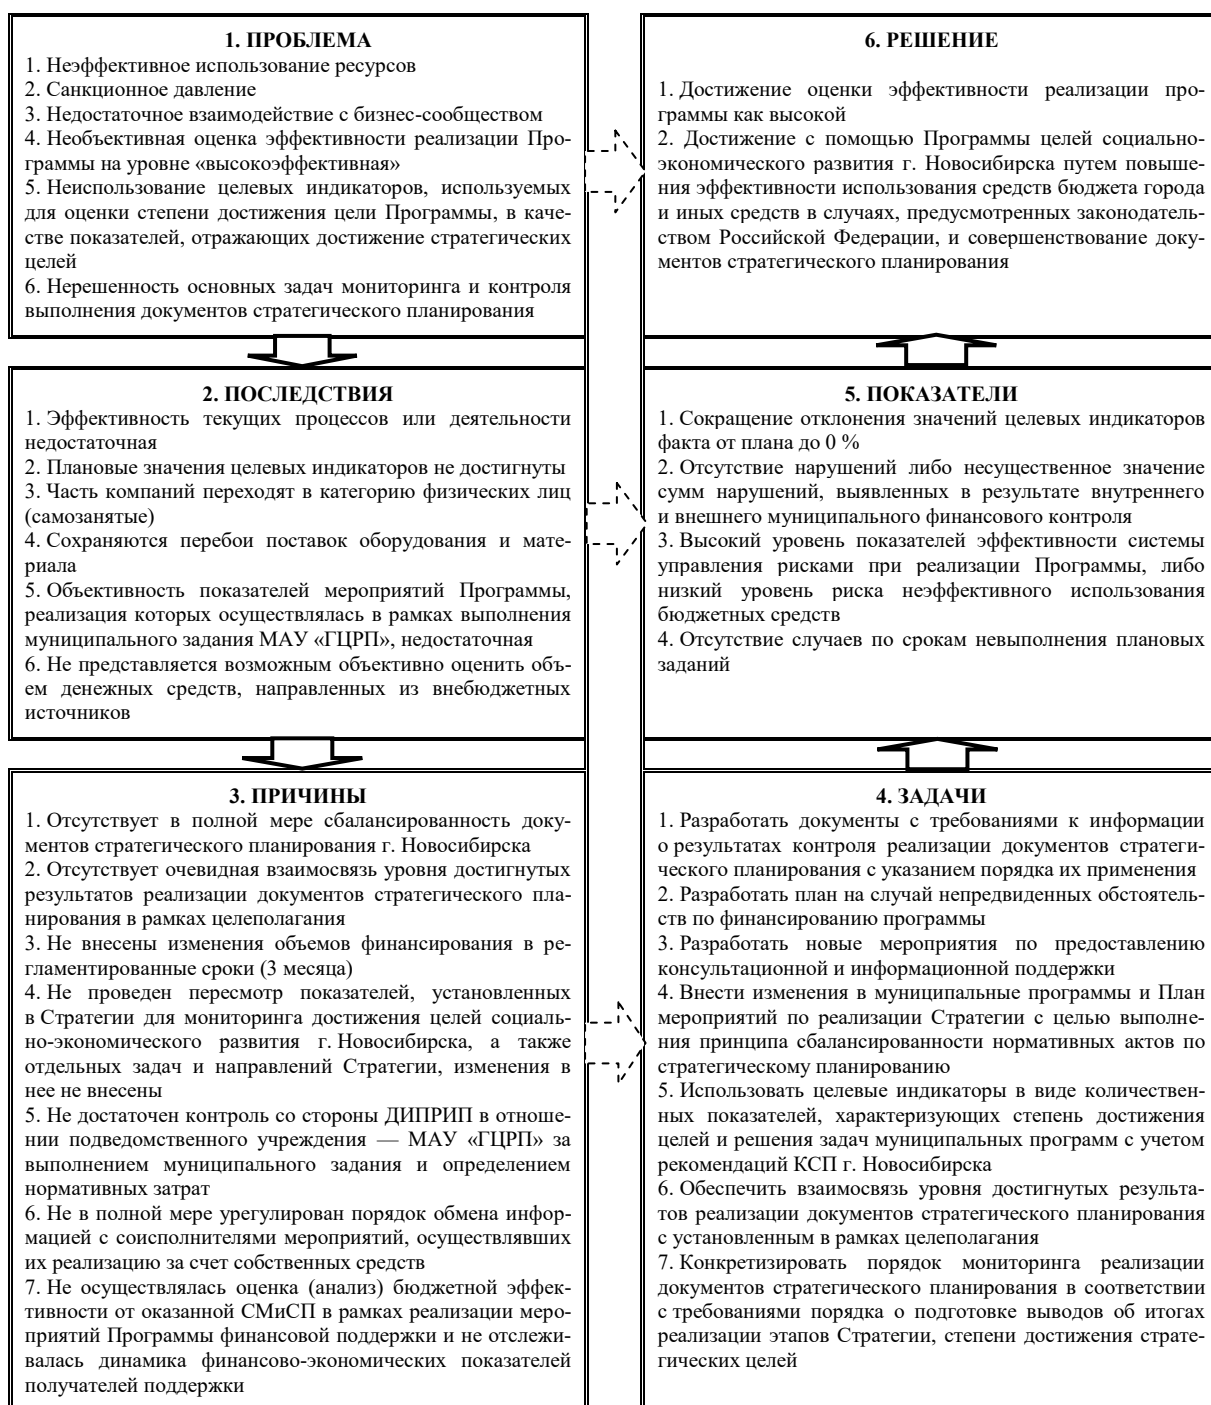 1. ПРОБЛЕМА
1. Неэффективное использование ресурсов
2. Санкционное давление
3. Недостаточное взаимодействие с бизнес-сообществом
4. Необъективная оценка эффективности реализации Про-
граммы на уровне «высокоэффективная»
5. Неиспользование целевых индикаторов, используемых
для оценки степени достижения цели Программы, в каче-
стве показателей, отражающих достижение стратегических
целей
6. Нерешенность основных задач мониторинга и контроля
выполнения документов стратегического планирования
2. ПОСЛЕДСТВИЯ
1. Эффективность текущих процессов или деятельности
недостаточная
2. Плановые значения целевых индикаторов не достигнуты
3. Часть компаний переходят в категорию физических лиц
(самозанятые)
4. Сохраняются перебои поставок оборудования и мате-
риала
5. Объективность показателей мероприятий Программы,
реализация которых осуществлялась в рамках выполнения
муниципального задания МАУ «ГЦРП», недостаточная
6. Не представляется возможным объективно оценить объ-
ем денежных средств, направленных из внебюджетных
источников
3. ПРИЧИНЫ
1. Отсутствует в полной мере сбалансированность доку-
ментов стратегического планирования г. Новосибирска
2. Отсутствует очевидная взаимосвязь уровня достигнутых
результатов реализации документов стратегического пла-
нирования в рамках целеполагания
3. Не внесены изменения объемов финансирования в ре-
гламентированные сроки (3 месяца)
4. Не проведен пересмотр показателей, установленных
в Стратегии для мониторинга достижения целей социаль-
но-экономического развития г. Новосибирска, а также
отдельных задач и направлений Стратегии, изменения в
нее не внесены
5. Не достаточен контроль со стороны ДИПРИП в отноше-
нии подведомственного учреждения — МАУ «ГЦРП» за
выполнением муниципального задания и определением
нормативных затрат
6. Не в полной мере урегулирован порядок обмена инфор-
мацией с соисполнителями мероприятий, осуществлявших
их реализацию за счет собственных средств
7. Не осуществлялась оценка (анализ) бюджетной эффек-
тивности от оказанной СМиСП в рамках реализации меро-
приятий Программы финансовой поддержки и не отслежи-
валась динамика финансово-экономических показателей
получателей поддержки
6. РЕШЕНИЕ
1. Достижение оценки эффективности реализации про-
граммы как высокой
2. Достижение с помощью Программы целей социально-
экономического развития г. Новосибирска путем повыше-
ния эффективности использования средств бюджета города
и иных средств в случаях, предусмотренных законодатель-
ством Российской Федерации, и совершенствование доку-
ментов стратегического планирования
5. ПОКАЗАТЕЛИ
1. Сокращение отклонения значений целевых индикаторов
факта от плана до 0 %
2. Отсутствие нарушений либо несущественное значение
сумм нарушений, выявленных в результате внутреннего
и внешнего муниципального финансового контроля
3. Высокий уровень показателей эффективности системы
управления рисками при реализации Программы, либо
низкий уровень риска неэффективного использования
бюджетных средств
4. Отсутствие случаев по срокам невыполнения плановых
заданий
4. ЗАДАЧИ
1. Разработать документы с требованиями к информации
о результатах контроля реализации документов стратеги-
ческого планирования с указанием порядка их применения
2. Разработать план на случай непредвиденных обстоятель-
ств по финансированию программы
3. Разработать новые мероприятия по предоставлению
консультационной и информационной поддержки
4. Внести изменения в муниципальные программы и План
мероприятий по реализации Стратегии с целью выполне-
ния принципа сбалансированности нормативных актов по
стратегическому планированию
5. Использовать целевые индикаторы в виде количествен-
ных показателей, характеризующих степень достижения
целей и решения задач муниципальных программ с учетом
рекомендаций КСП г. Новосибирска
6. Обеспечить взаимосвязь уровня достигнутых результа-
тов реализации документов стратегического планирования
с установленным в рамках целеполагания
7. Конкретизировать порядок мониторинга реализации
документов стратегического планирования в соответствии
с требованиями порядка о подготовке выводов об итогах
реализации этапов Стратегии, степени достижения страте-
гических целей